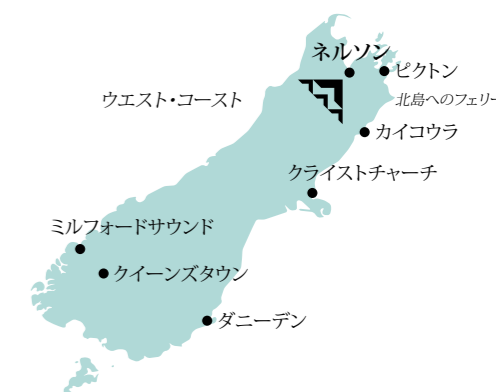 ネルソン
ピクトン
ウエスト・コースト
北島へのフェリー
カイコウラ
クライストチャーチ
ミルフォードサウンド
クイーンズタウン
ダニーデン